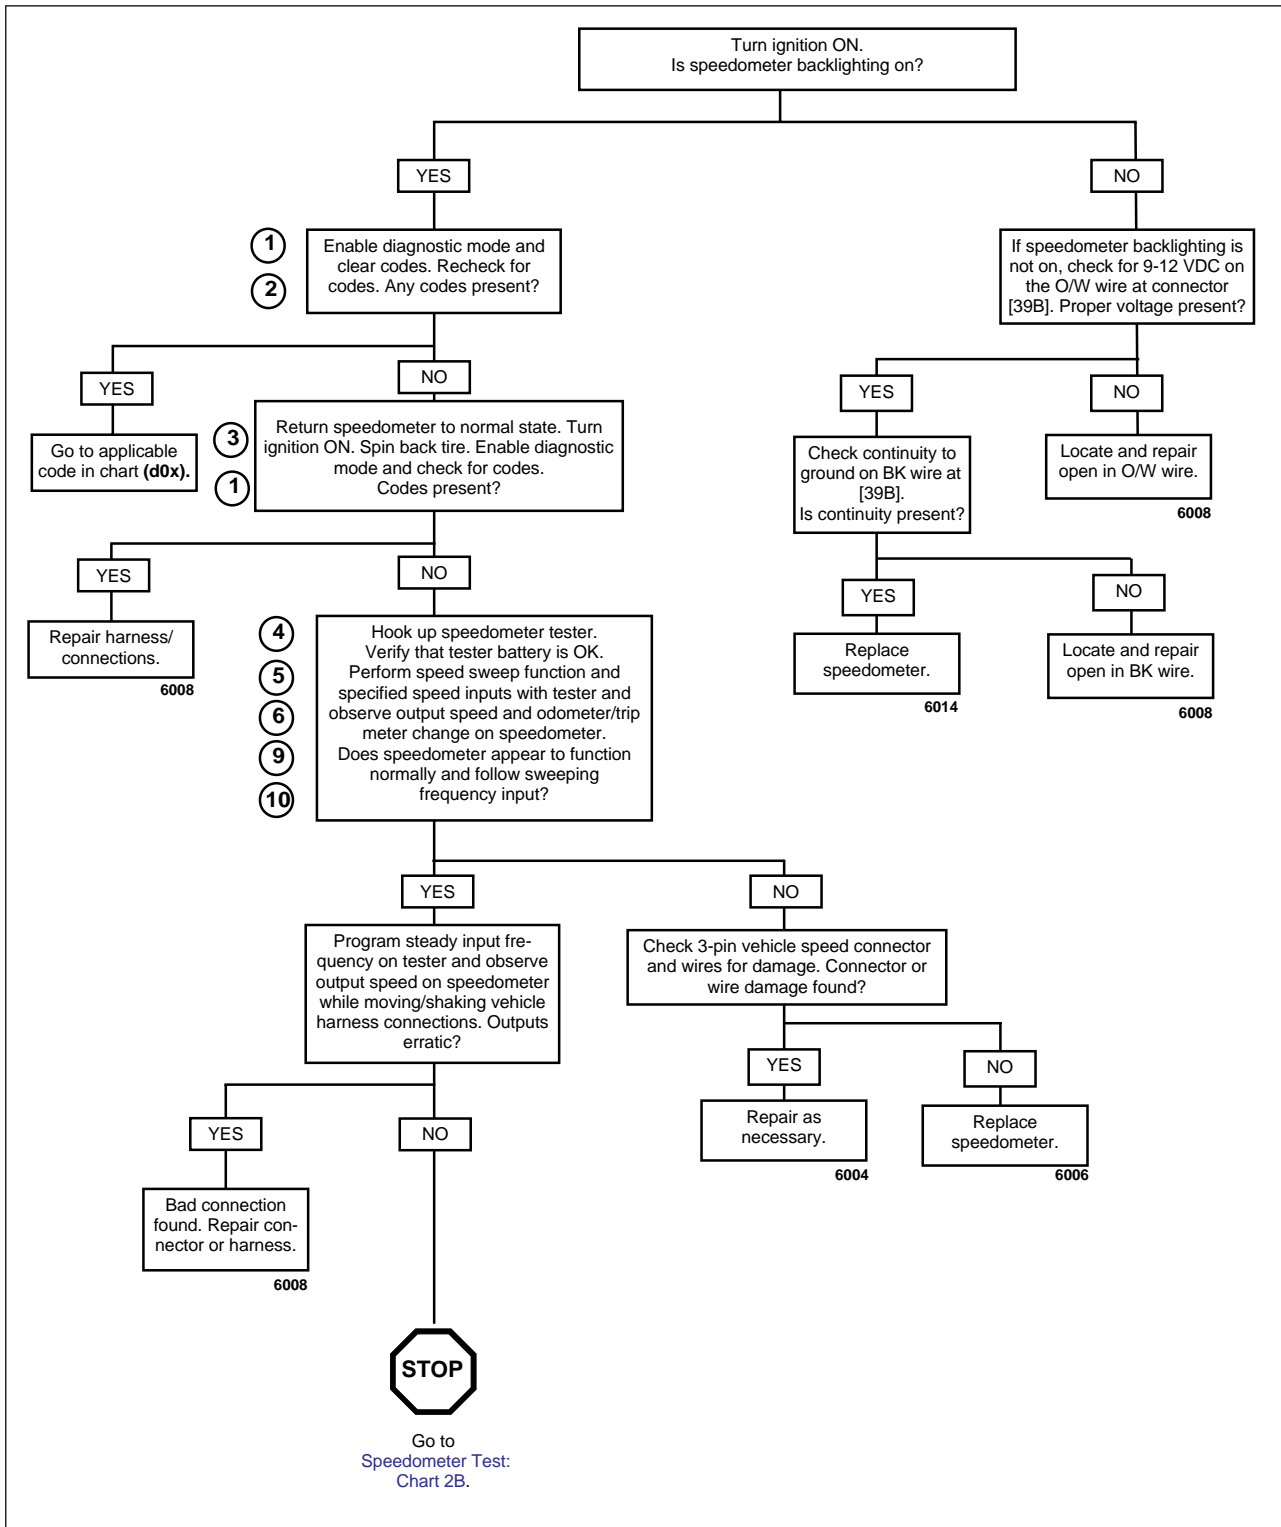 Turn ignition ON.
Is speedometer backlighting on?
YES
NO
1
2
Enable diagnostic mode and
clear codes. Recheck for
codes. Any codes present?
If speedometer backlighting is
not on, check for 9-12 VDC on
the O/W wire at connector
[39B]. Proper voltage present?
YES
NO
YES
NO
Go to applicable
code in chart (d0x).
3
1
Return speedometer to normal state. Turn
ignition ON. Spin back tire. Enable diagnostic
mode and check for codes.
Codes present?
Check continuity to
ground on BK wire at
[39B].
Is continuity present?
Locate and repair
open in O/W wire.
6008
YES
NO
YES
NO
Repair harness/
connections.
6008
4
5
6
9
10
Hook up speedometer tester.
Verify that tester battery is OK.
Perform speed sweep function and
specified speed inputs with tester and
observe output speed and odometer/trip
meter change on speedometer.
Does speedometer appear to function
normally and follow sweeping
frequency input?
Replace
speedometer.
6014
Locate and repair
open in BK wire.
6008
YES
NO
Program steady input fre-
quency on tester and observe
output speed on speedometer
while moving/shaking vehicle
harness connections. Outputs
erratic?
Check 3-pin vehicle speed connector
and wires for damage. Connector or
wire damage found?
YES
NO
YES
NO
Repair as
necessary.
6004
Replace
speedometer.
6006
Bad connection
found. Repair con-
nector or harness.
6008
STOP
Go to
Speedometer Test:
Chart 2B.